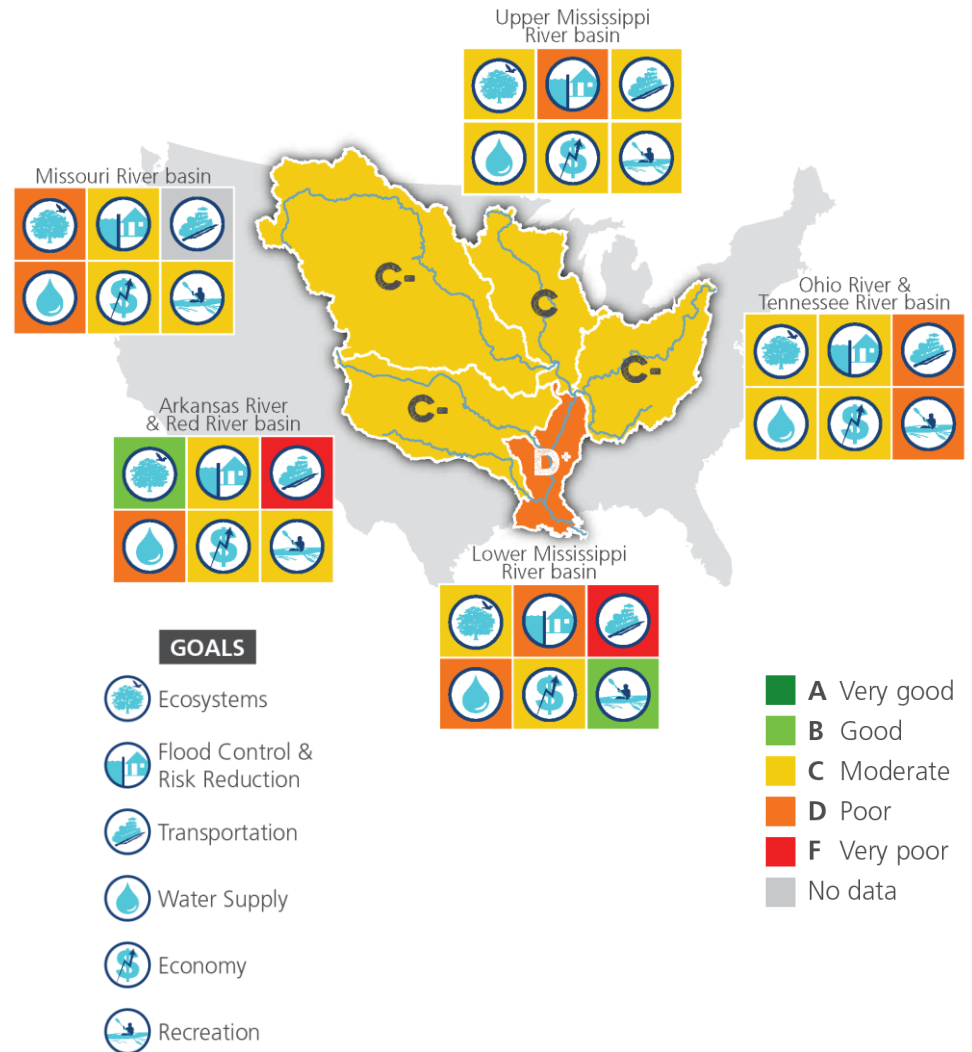 Upper Mississippi
River basin
Missouri River basin
C-
C
Ohio River &
Tennessee River basin
C-
Arkansas River
& Red River basin
C-
D+
Lower Mississippi
River basin
GOALS
Ecosystems
Flood Control &
Risk Reduction
Transportation
Water Supply
Economy
Recreation
A Very good
B Good
C Moderate
D Poor
F Very poor
No data